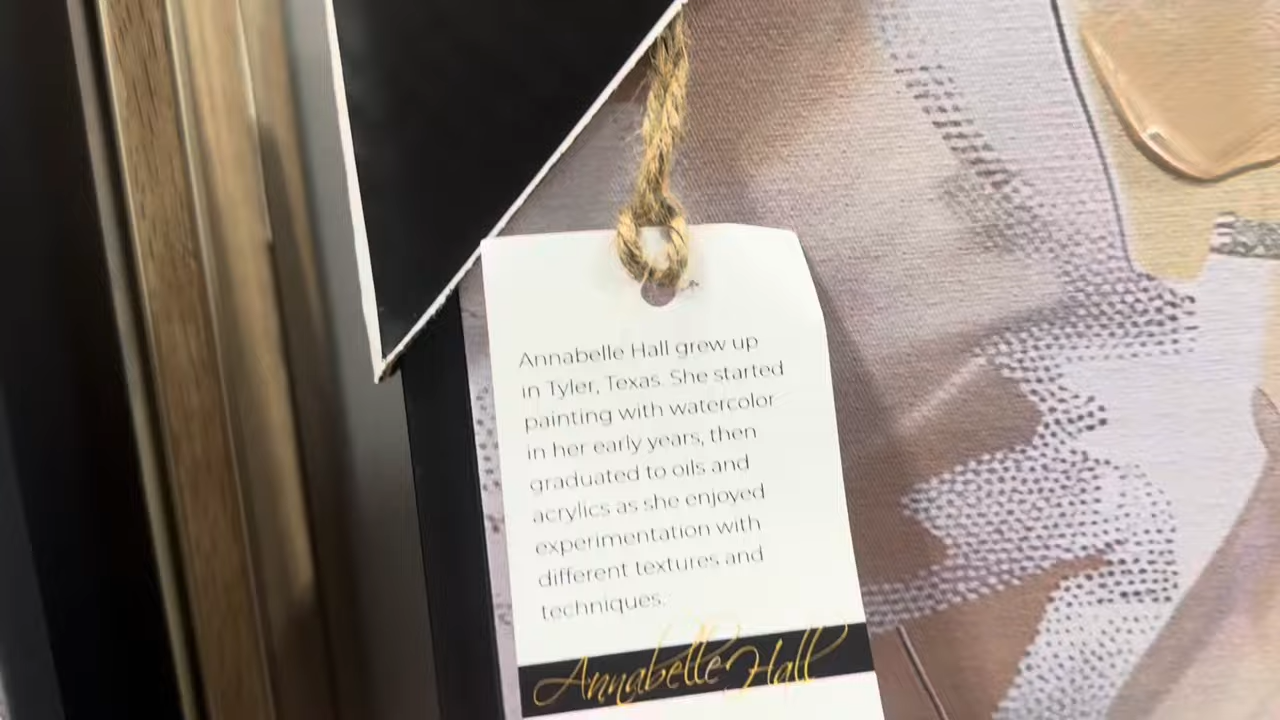 Annabelle Hall grew up
in Tyler, Texas. She started
painting with watercolor
in her early years, then
graduated to oils and
acrylics as she enjoyed
experimentation with
different textures and
techniques.
Annabelle Hall